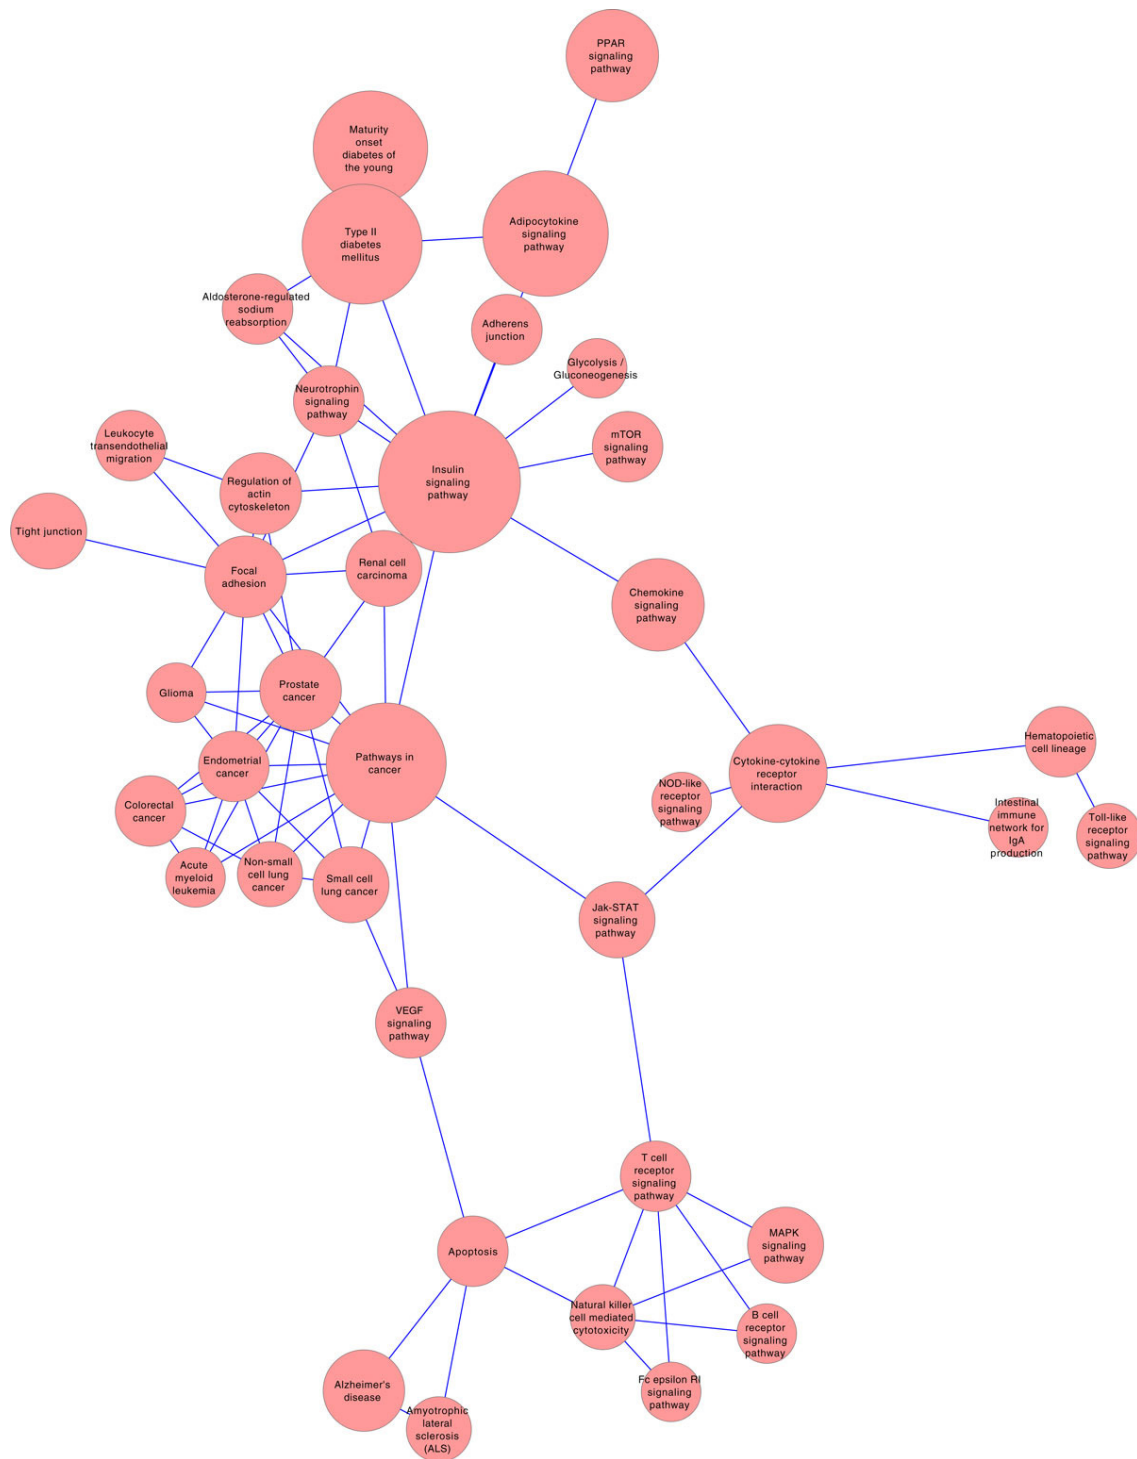 PPAR
signaling
pathway
Maturity
onset
diabetes of
the young
Adipocytokine
signaling
pathway
Type II
diabetes
mellitus
Aldosterone-regulated
sodium
reabsorption
Adherens
junction
Glycolysis /
Gluconeogenesis
Neurotrophin
signaling
pathway
Leukocyte
transendothelial
migration
mTOR
signaling
pathway
Insulin
signaling
pathway
Regulation of
actin
cytoskeleton
Tight junction
Focal
adhesion
Renal cell
carcinoma
Chemokine
signaling
pathway
Glioma
Prostate
cancer
Pathways in
cancer
Endometrial
cancer
Colorectal
cancer
Acute
myeloid
leukemia
Non-small
cell lung
cancer
Small cell
lung cancer
Cytokine-cytokine
receptor
interaction
NOD-like
receptor
signaling
pathway
Hematopoietic
cell lineage
Intestinal
immune
network for
IgA
production
Toll-like
receptor
signaling
pathway
Jak-STAT
signaling
pathway
VEGF
signaling
pathway
T cell
receptor
signaling
pathway
Apoptosis
MAPK
signaling
pathway
Natural killer
cell mediated
cytotoxicity
B cell
receptor
signaling
pathway
Fc epsilon RI
signaling
pathway
Alzheimer's
disease
Amyotrophic
lateral
sclerosis
(ALS)